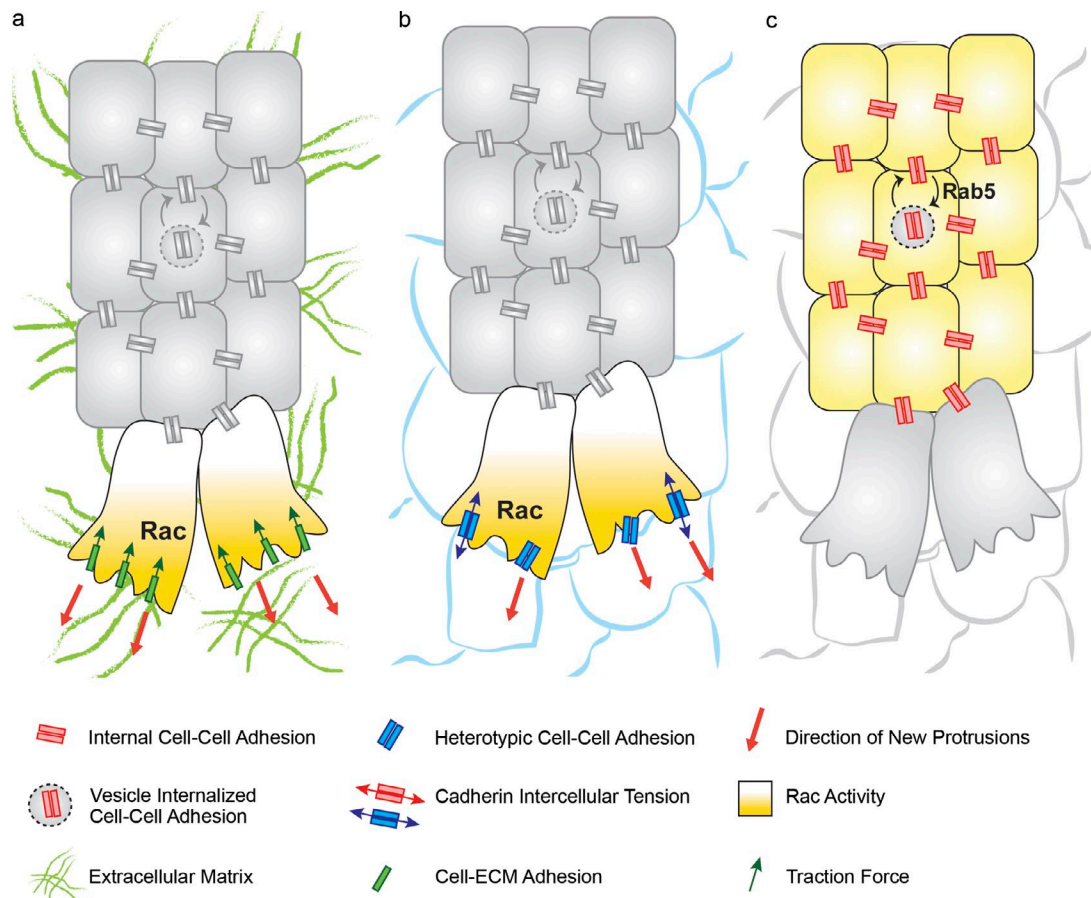 a
b
c
Rab5
Rac
Rac
Internal Cell-Cell Adhesion
Heterotypic Cell-Cell Adhesion
Direction of New Protrusions
Vesicle Internalized
Cell-Cell Adhesion
Cadherin Intercellular Tension
Rac Activity
Extracellular Matrix
Cell-ECM Adhesion
Traction Force